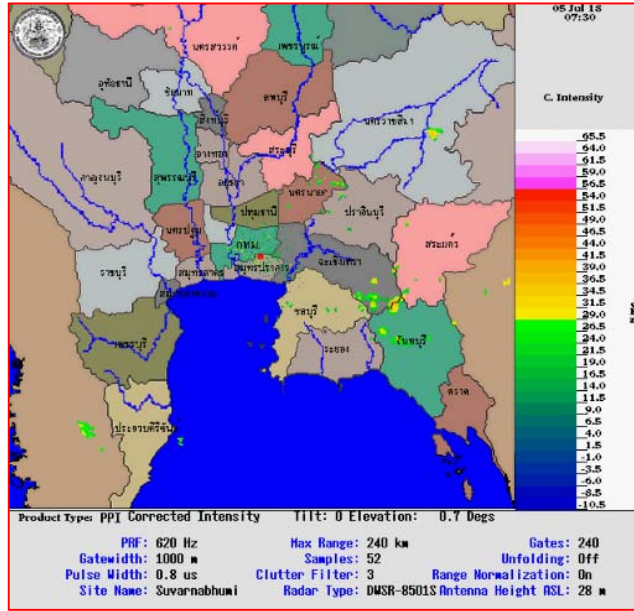 05 Jul 18
07:30
C. Intensity
65.5
64.0
61.5
59.0
56.5
54.0
51.5
49.0
46.5
44.0
41.5
39.0
36.5
34.0
31.5
29.0
26.5
24.0
21.5
19.0
16.5
14.0
11.5
9.0
6.5
4.0
1.5
-1.0
-3.5
-6.0
-8.5
-10.5
นครสวรรค์
เพชรบูรณ์
อุทัยธานี
ชัยนาท
ลพบุรี
สิงห์บุรี
นครราชสีมา
อ่างทอง
สระบุรี
กาญจนบุรี
สุพรรณบุรี
อยุธยา
นครนายก
ปราจีนบุรี
ปทุมธานี
นครปฐม
กทม.
สระแก้ว
ฉะเชิงเทรา
ราชบุรี
สมุทรสาคร
สมุทรปราการ
ชลบุรี
เพชรบุรี
ระยอง
จันทบุรี
ตราด
ประจวบคีรีขันธ์
Product Type: PPI Corrected Intensity Tilt: 0 Elevation: 0.7 Degs
PRF: 620 Hz Max Range: 240 km Gates: 240
Gatewidth: 1000 m Samples: 52 Unfolding: Off
Pulse Width: 0.8 us Clutter Filter: 3 Range Normalization: On
Site Name: Suvarnabhumi Radar Type: DWSR-8501S Antenna Height ASL: 28 m